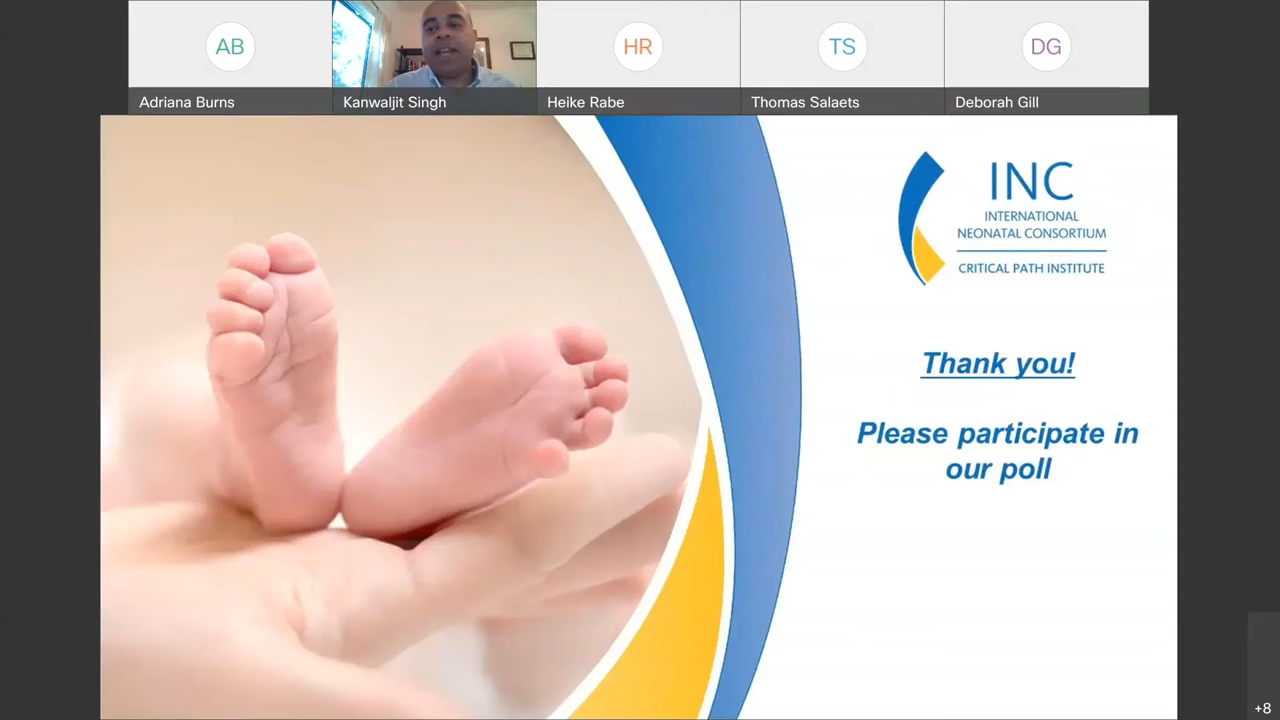 AB
HR
TS
DG
Adriana Burns
Kanwaljit Singh
Heike Rabe
Thomas Salaets
Deborah Gill
INC
INTERNATIONAL
NEONATAL CONSORTIUM
CRITICAL PATH INSTITUTE
Thank you!
Please participate in
our poll
+8